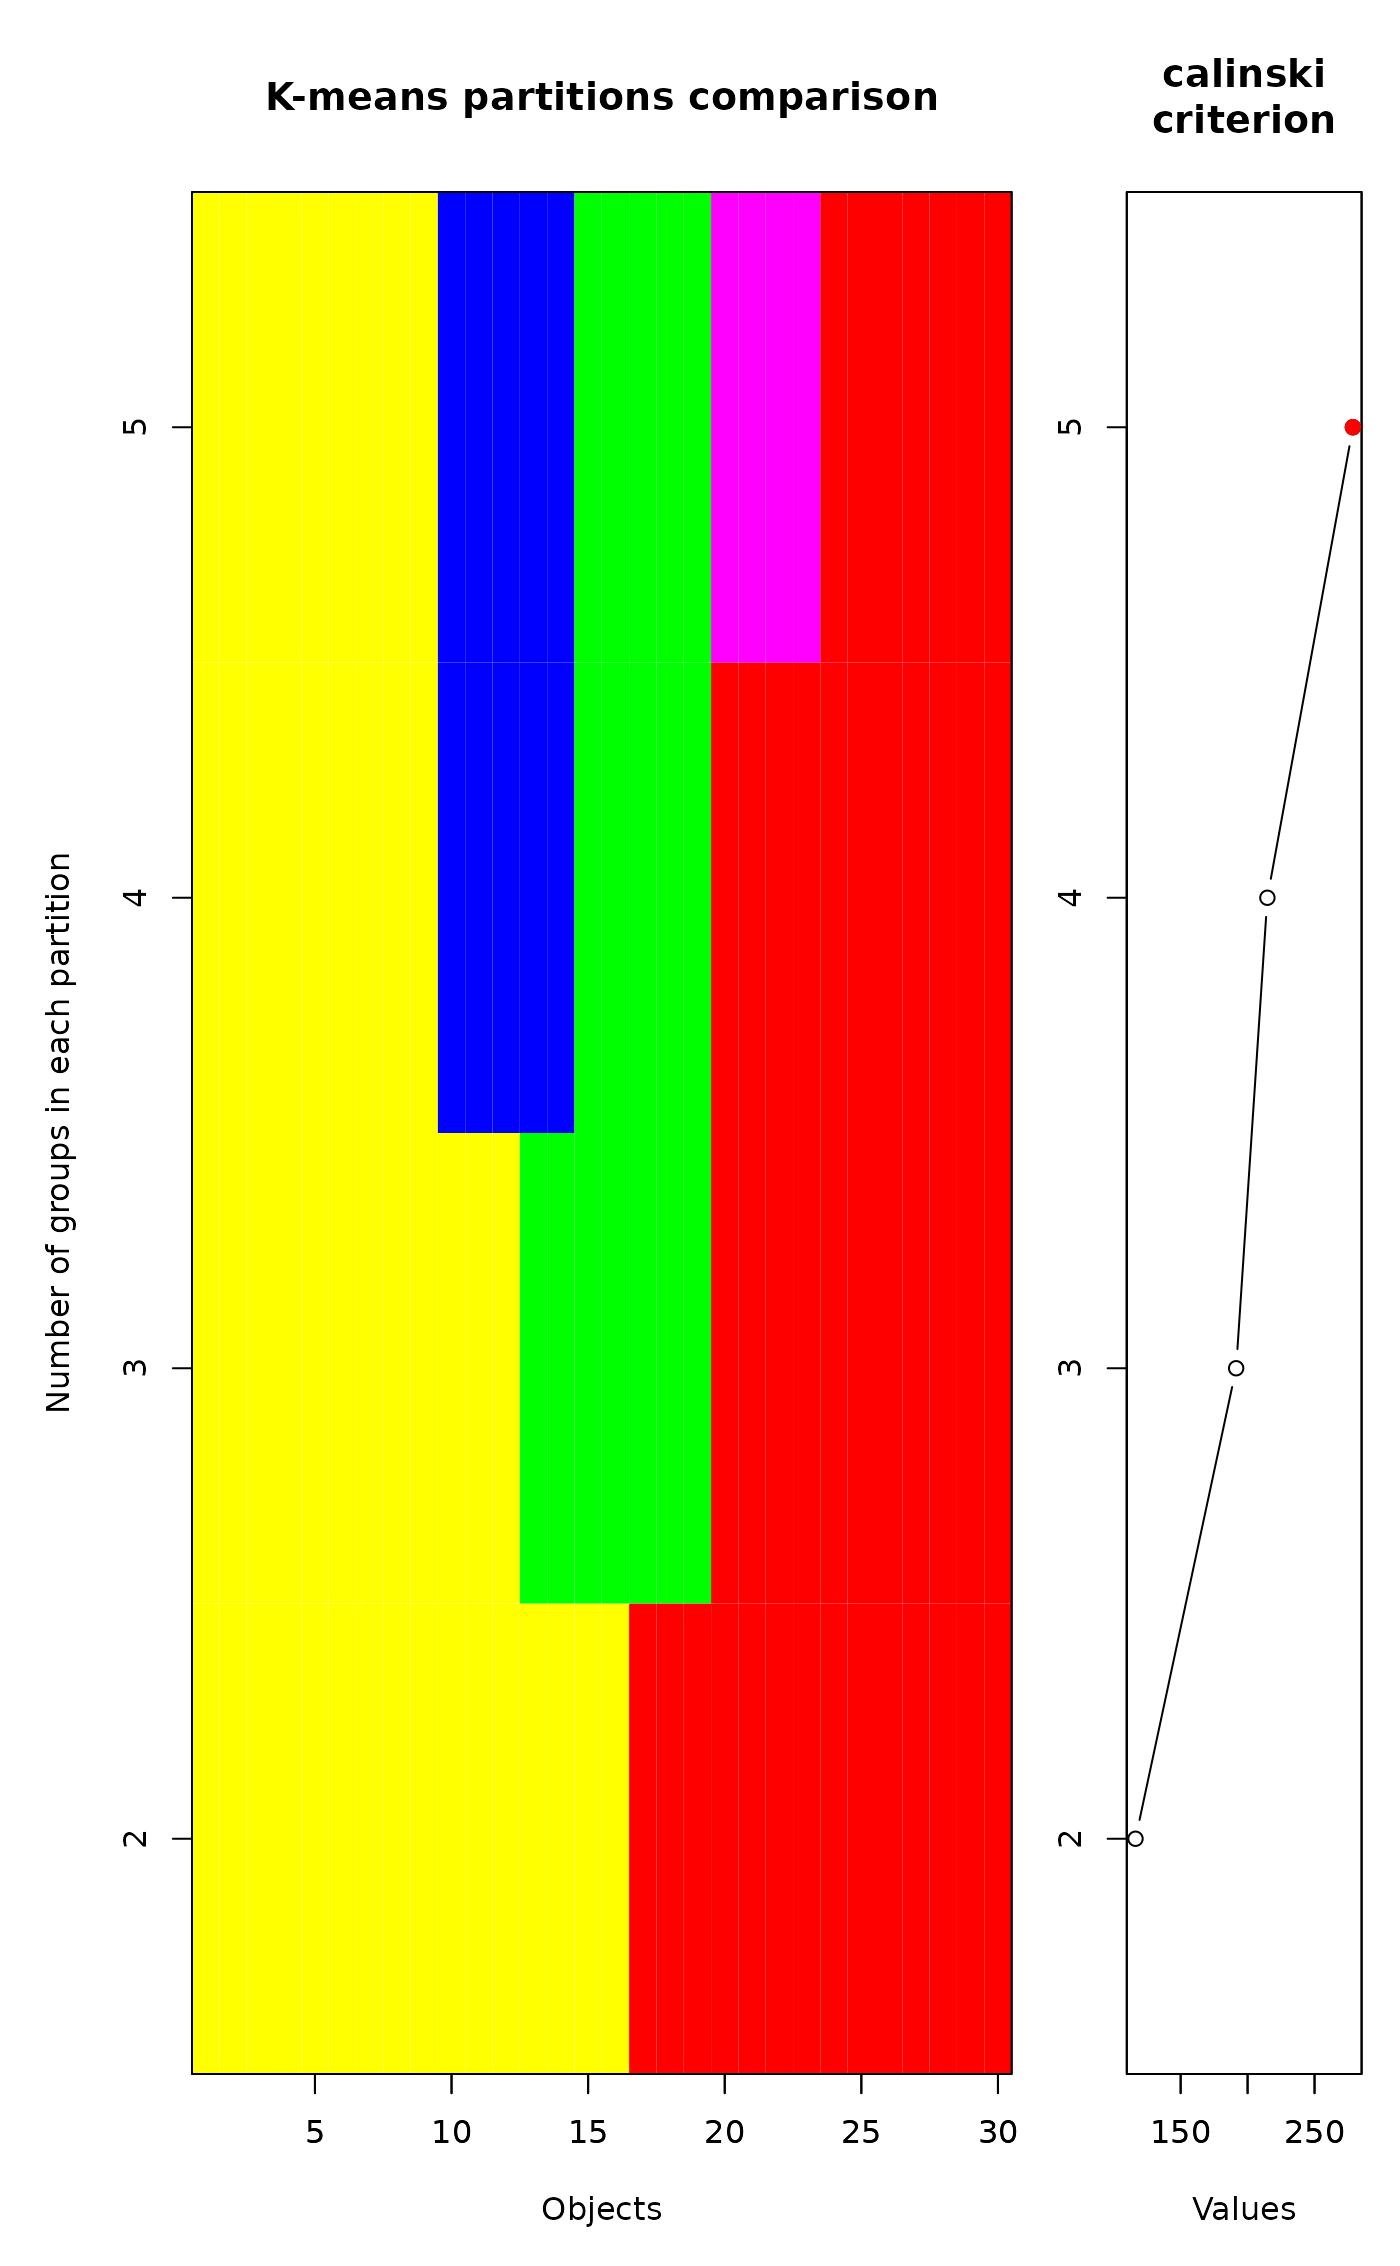 K-means partitions comparison
calinski
criterion
Number of groups in each partition
5
4
3
2
5 10 15 20 25 30
Objects
5
4
3
2
150 250
Values